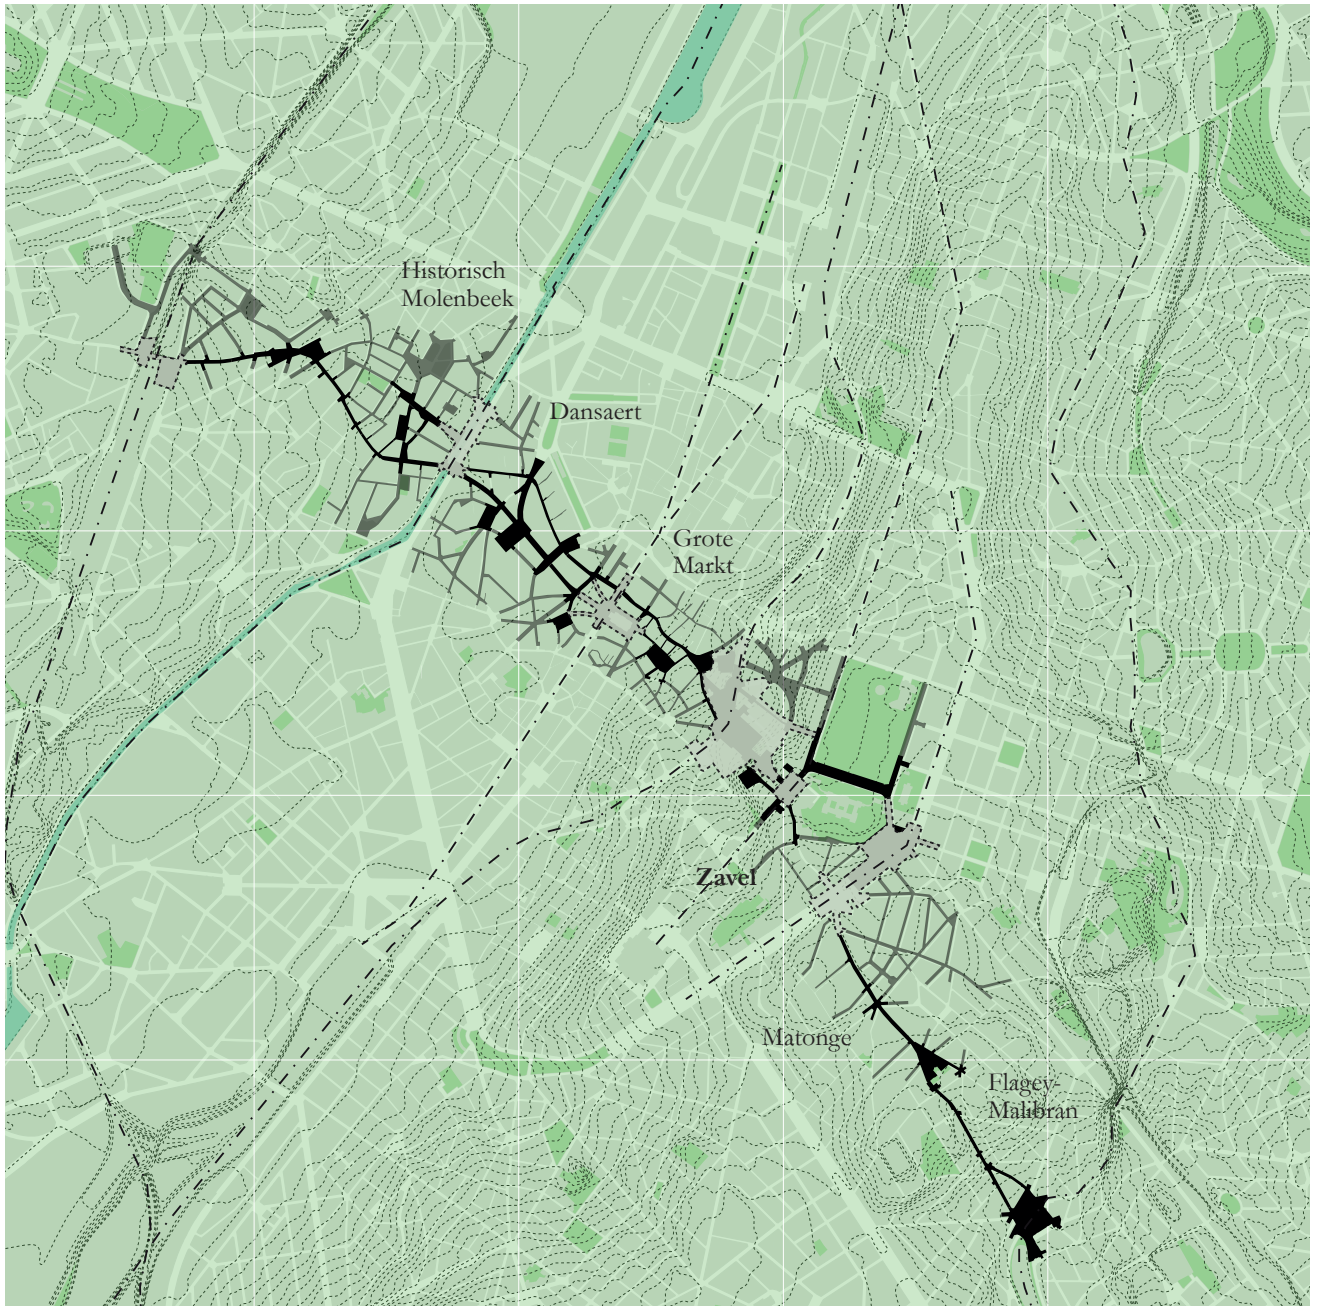 Historisch
Molenbeek
Dansaert
Grote
Markt
Zavel
Matonge
Flagey-
Malibran